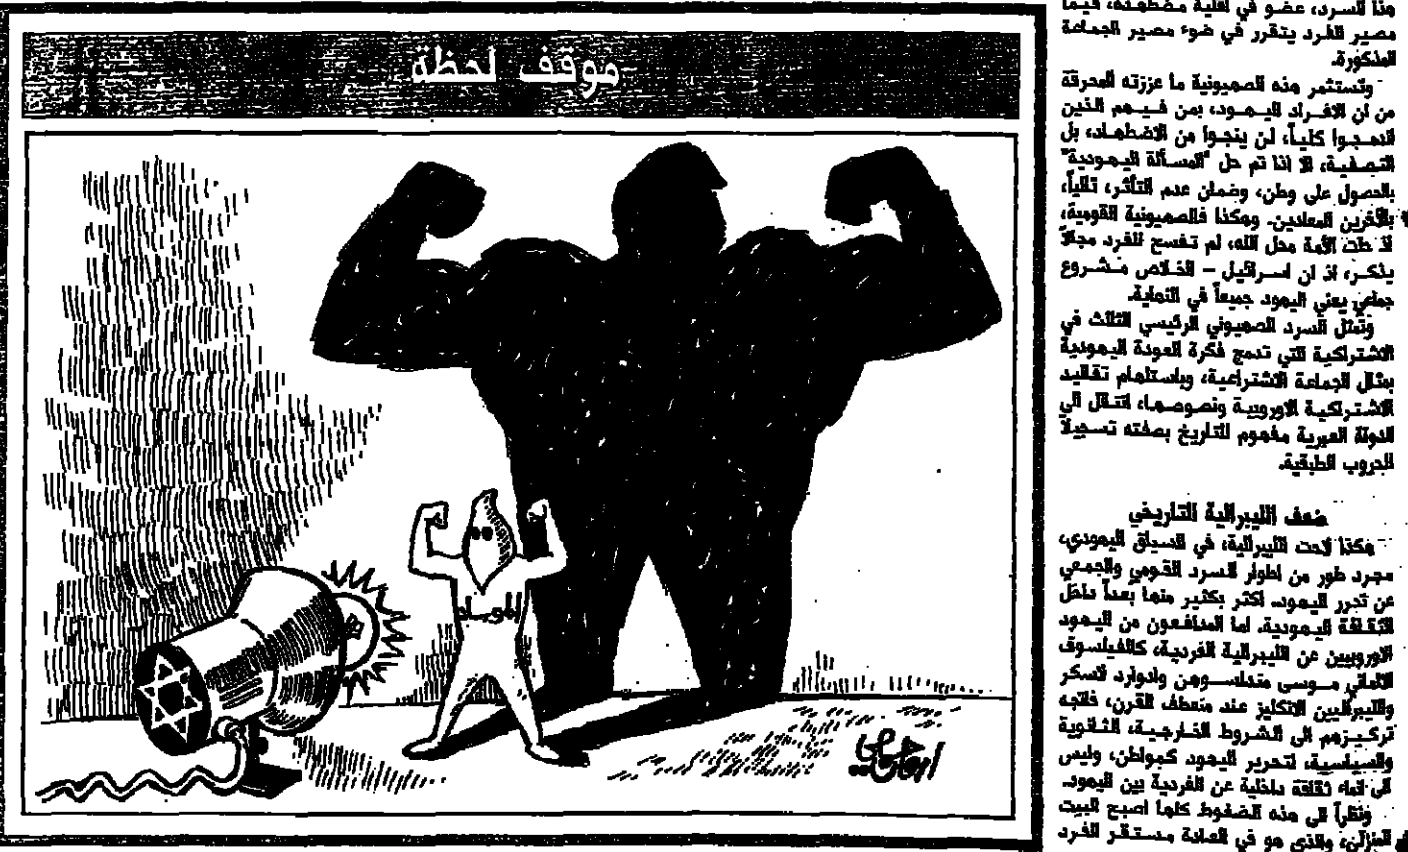 موقف لحظة
الموساد
هذا السرد، عضو في اقلية مضطهدة، فيما
مصير الفرد يتقرر في ضوء مصير الجماعة
المذكورة.
وتستثمر هذه الصهيونية ما عززته المحرقة
من ان الافراد اليهود، بمن فيهم الذين
اندمجوا كلياً، لن ينجوا من الاضطهاد، بل
التصفية، الا اذا تم حل "المسألة اليهودية"
بالحصول على وطن، وضمان عدم التأثر، تالياً،
بالآخرين المعادين. وهكذا فالصهيونية القومية،
اذ حلت الأمة محل الله، لم تفسح للفرد مجالاً
يذكر، اذ ان اسرائيل – الخلاص مشروع
جماعي يعني اليهود جميعاً في النهاية.
وتمثل السرد الصهيوني الرئيسي الثالث في
الاشتراكية التي تدمج فكرة العودة اليهودية
بمثال الجماعة الاشتراعية، وباستلهام تقاليد
الاشتراكية الاوروبية ونصوصها، انتقل الى
الدولة العبرية مفهوم للتاريخ بصفته تسجيلاً
للحروب الطبقية.
ضعف الليبرالية التاريخي
هكذا لاحت الليبرالية، في السياق اليهودي،
مجرد طور من اطوار السرد القومي والجمعي
عن تحرر اليهود، اكثر بكثير منها بعداً داخل
الثقافة اليهودية. اما المدافعون من اليهود
الاوروبيين عن الليبرالية الفردية، كالفيلسوف
الالماني موسى مندلسوهن وادوارد لاسكر
والليبراليين الانكليز عند منعطف القرن، فاتجه
تركيزهم الى الشروط الخارجية، القانونية
والسياسية، لتحرير اليهود كمواطن، وليس
الى انماء ثقافة داخلية عن الفردية بين اليهود.
ونظراً الى هذه الضغوط كلها اصبح البيت
المنزلي، والذي هو في العادة مستقر الفرد